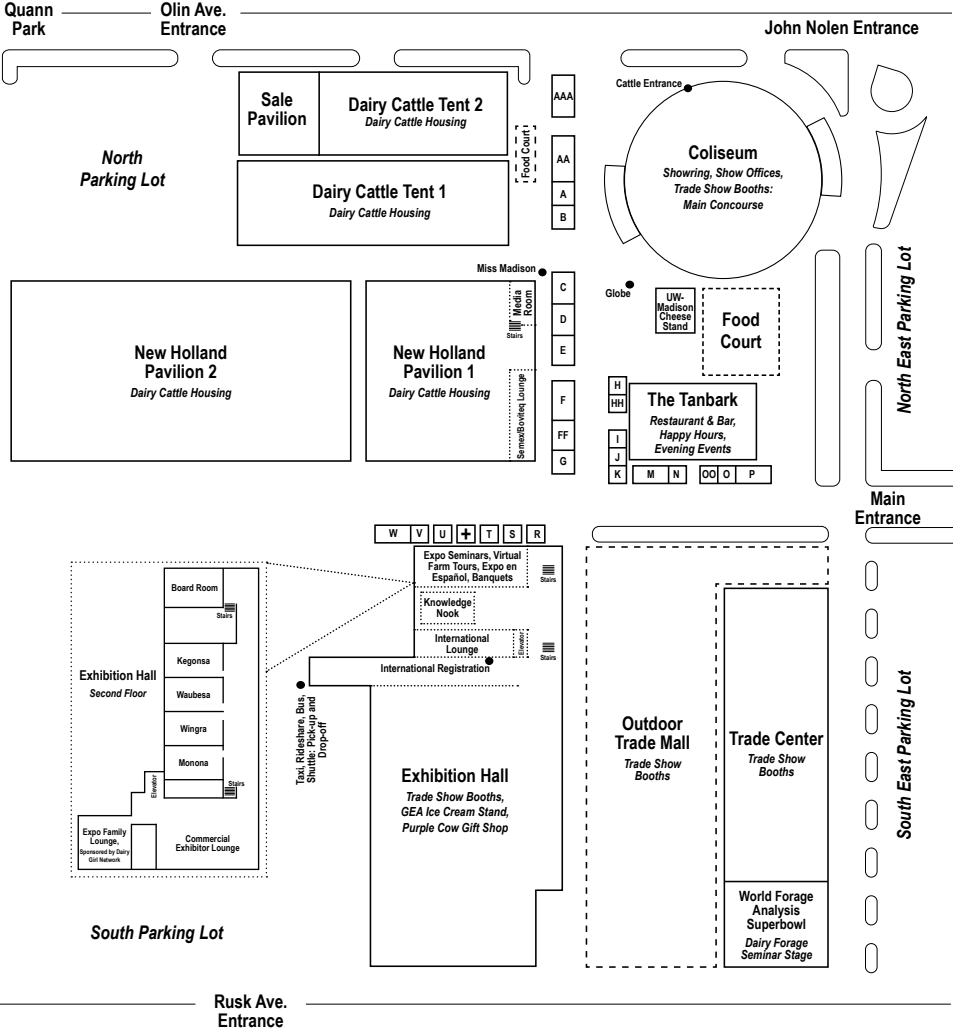 Quann
Park
Olin Ave.
Entrance
John Nolen Entrance
Cattle Entrance
Sale
Pavilion
Dairy Cattle Tent 2
Dairy Cattle Housing
Food Court
AAA
AA
A
B
North
Parking Lot
Dairy Cattle Tent 1
Dairy Cattle Housing
Coliseum
Showring, Show Offices,
Trade Show Booths:
Main Concourse
North East Parking Lot
Miss Madison
Globe
C
D
E
F
FF
G
Media
Room
Stairs
UW-
Madison
Cheese
Stand
Food
Court
New Holland
Pavilion 2
Dairy Cattle Housing
New Holland
Pavilion 1
Dairy Cattle Housing
Semex/Boviteq Lounge
H
HH
I
J
K
The Tanbark
Restaurant & Bar,
Happy Hours,
Evening Events
M
N
OO
O
P
Main
Entrance
W
V
U
+
T
S
R
Expo Seminars, Virtual
Farm Tours, Expo en
Español, Banquets
Stairs
Knowledge
Nook
International
Lounge
Elevator
Stairs
International Registration
Taxi, Rideshare, Bus,
Shuttle: Pick-up and
Drop-off
Board Room
Stairs
Kegonsa
Exhibition Hall
Second Floor
Waubesa
Wingra
Monona
Elevator
Stairs
Expo Family
Lounge,
Sponsored by Dairy
Girl Network
Commercial
Exhibitor Lounge
Exhibition Hall
Trade Show Booths,
GEA Ice Cream Stand,
Purple Cow Gift Shop
Outdoor
Trade Mall
Trade Show
Booths
Trade Center
Trade Show
Booths
South East Parking Lot
World Forage
Analysis
Superbowl
Dairy Forage
Seminar Stage
South Parking Lot
Rusk Ave.
Entrance